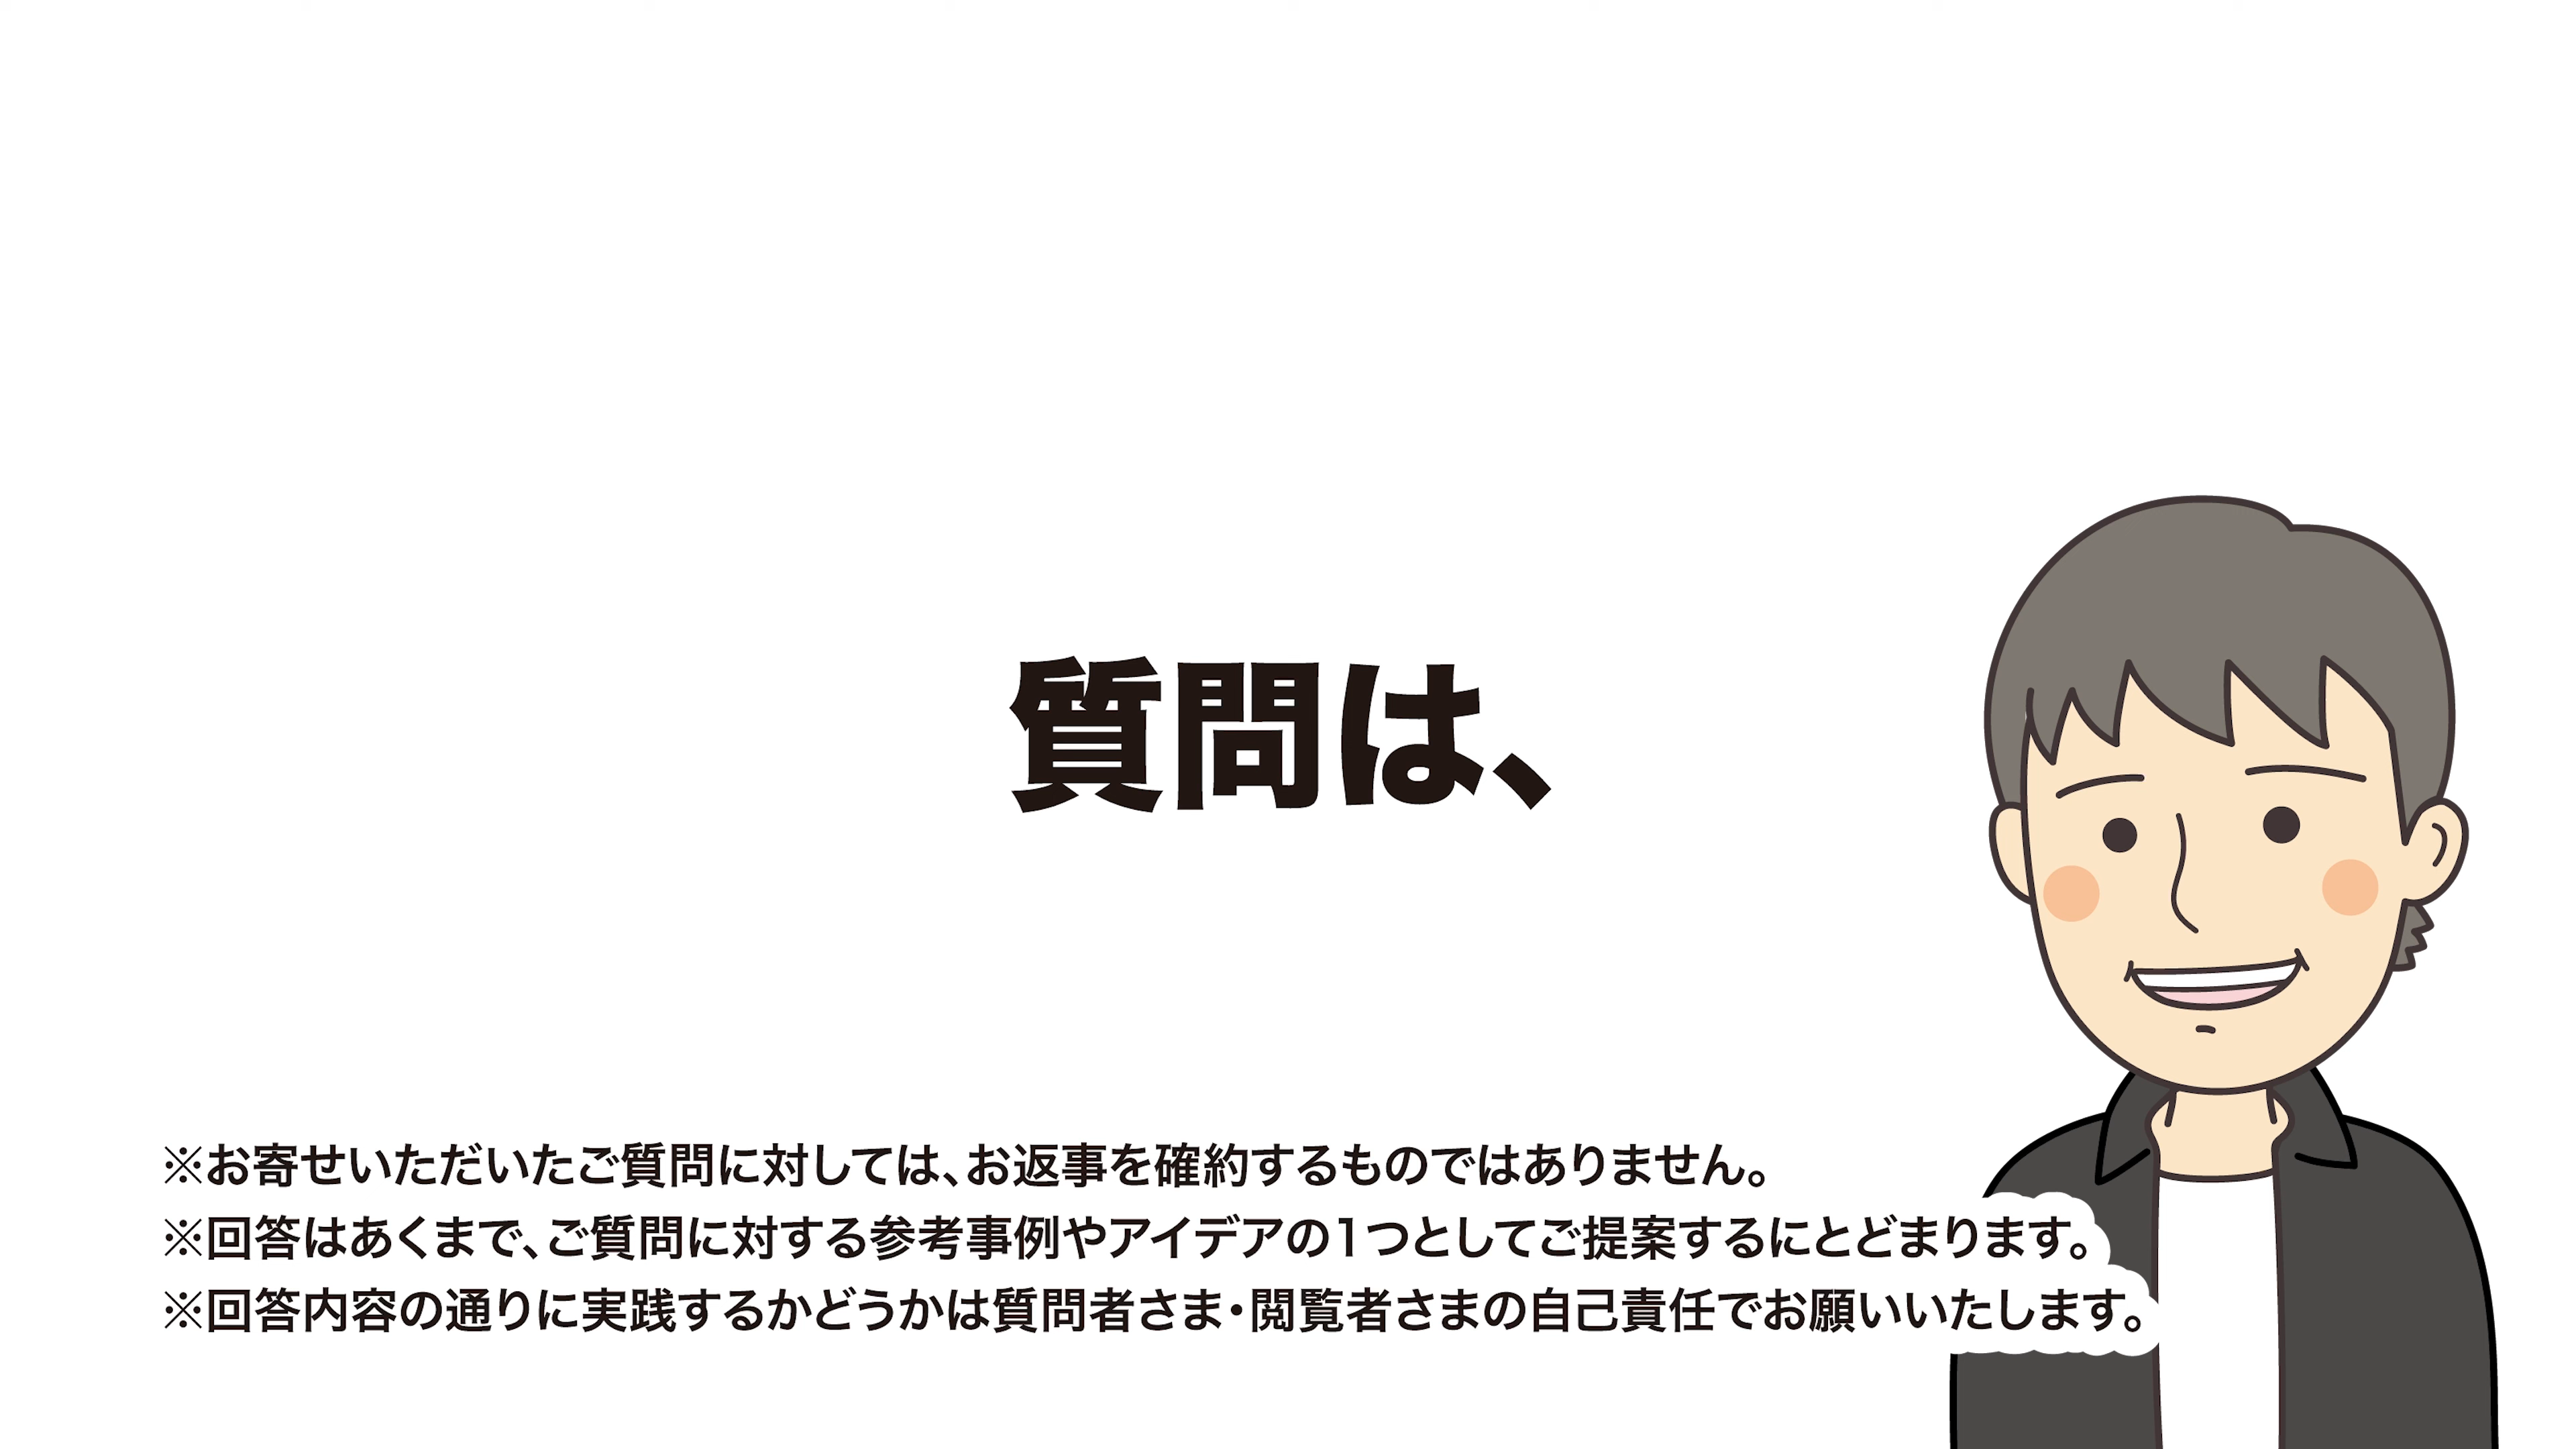 質問は、
※お寄せいただいたご質問に対しては、お返事を確約するものではありません。
※回答はあくまで、ご質問に対する参考事例やアイデアの1つとしてご提案するにとどまります。
※回答内容の通りに実践するかどうかは質問者さま・閲覧者さまの自己責任でお願いいたします。